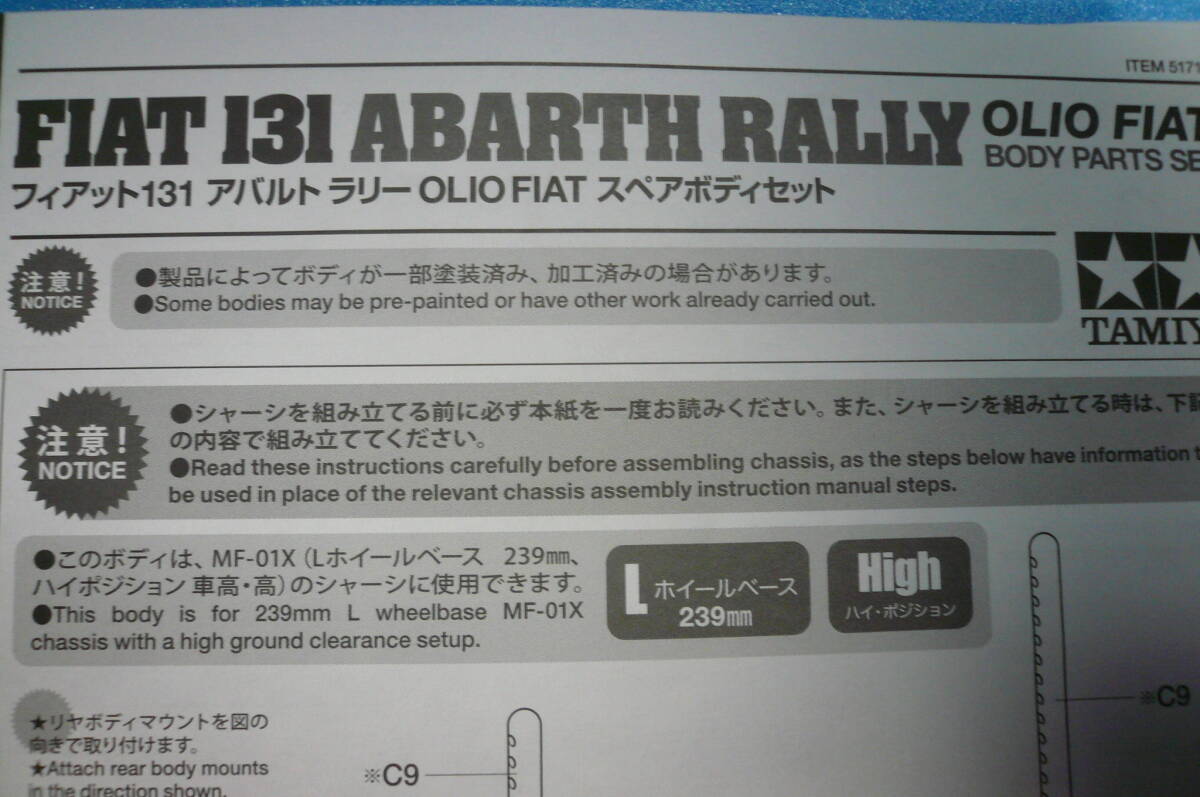 ITEM 5171
FIAT 131 ABARTH RALLY OLIO FIAT
BODY PARTS SE
フィアット131 アバルト ラリー OLIO FIAT スペアボディセット
注意!
NOTICE
●製品によってボディが一部塗装済み、加工済みの場合があります。
●Some bodies may be pre-painted or have other work already carried out.
TAMIY
注意!
NOTICE
●シャーシを組み立てる前に必ず本紙を一度お読みください。また、シャーシを組み立てる時は、下記
の内容で組み立ててください。
●Read these instructions carefully before assembling chassis, as the steps below have information t
be used in place of the relevant chassis assembly instruction manual steps.
●このボディは、MF-01X（Lホイールベース 239㎜、
ハイポジション 車高・高）のシャーシに使用できます。
●This body is for 239mm L wheelbase MF-01X
chassis with a high ground clearance setup.
L ホイールベース
239㎜
High
ハイ・ポジション
★リヤボディマウントを図の
向きで取り付けます。
★Attach rear body mounts
in the direction shown.
※C9
※C9